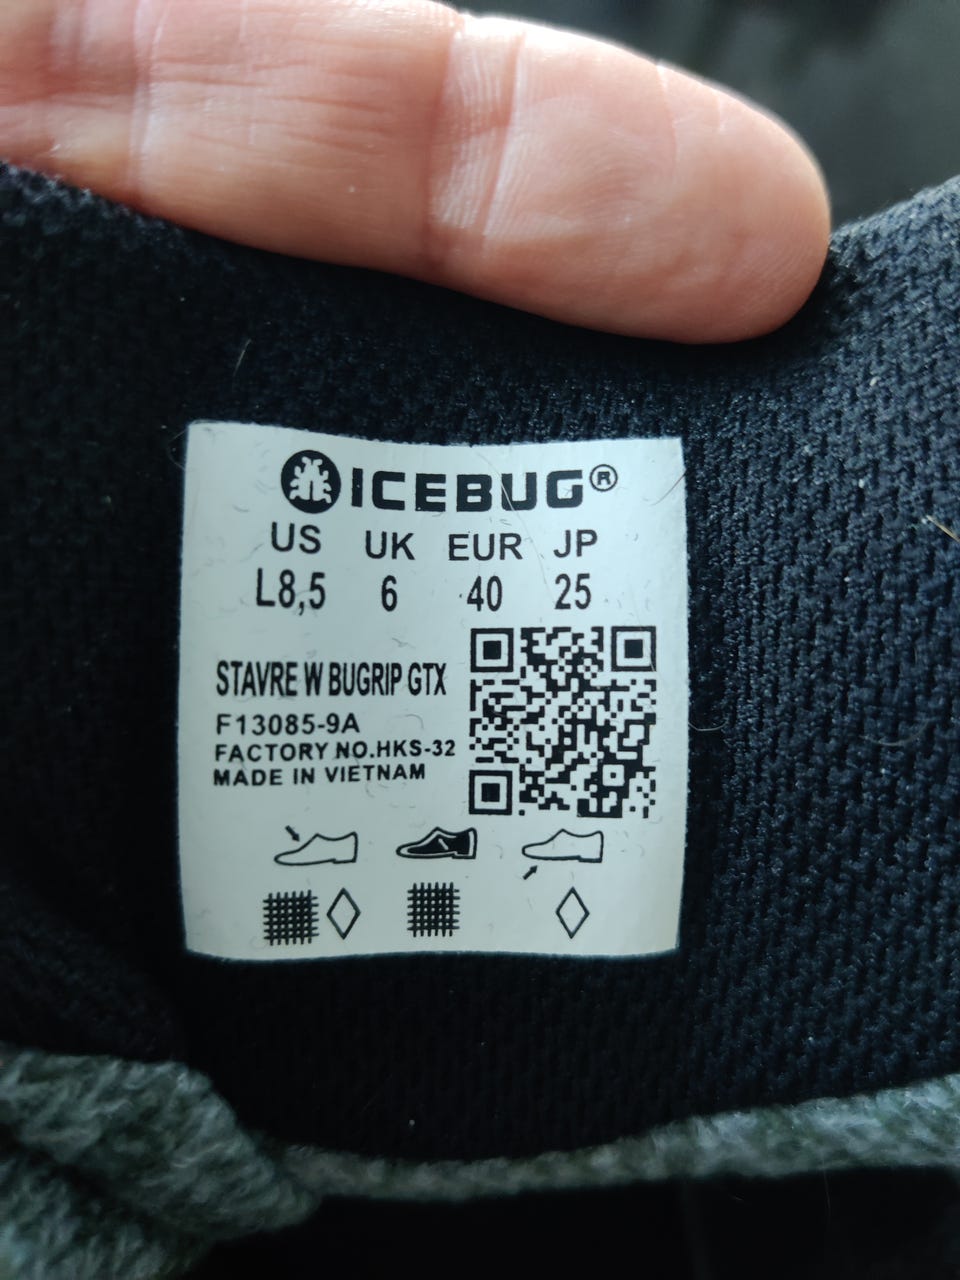 ICEBUG®
US UK EUR JP
L8,5 6 40 25
STAVRE W BUGRIP GTX
F13085-9A
FACTORY NO.HKS-32
MADE IN VIETNAM